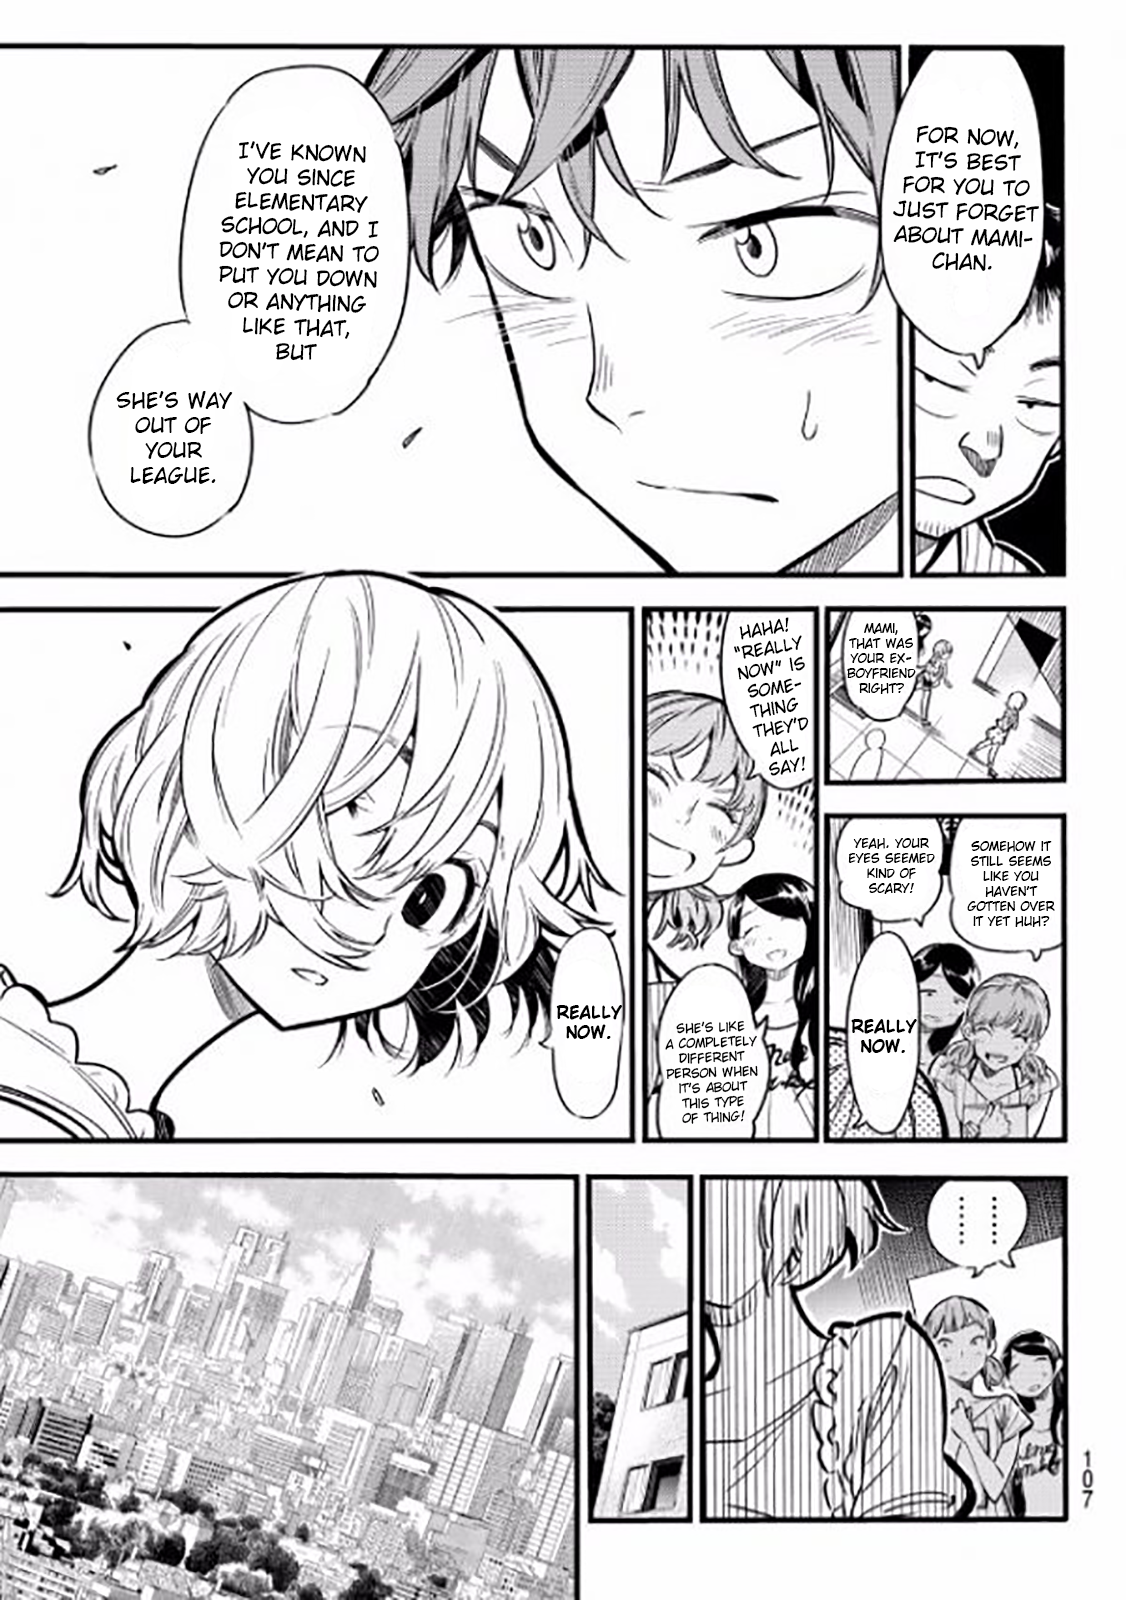 FOR NOW,
IT'S BEST
FOR YOU TO
JUST FORGET
ABOUT MAMI-
CHAN.
I'VE KNOWN
YOU SINCE
ELEMENTARY
SCHOOL, AND I
DON'T MEAN TO
PUT YOU DOWN
OR ANYTHING
LIKE THAT,
BUT
SHE'S WAY
OUT OF
YOUR
LEAGUE.
MAMI,
THAT WAS
YOUR EX-
BOYFRIEND
RIGHT?
SOMEHOW IT
STILL SEEMS
LIKE YOU
HAVEN'T
GOTTEN OVER
IT YET HUH?
YEAH. YOUR
EYES SEEMED
KIND OF
SCARY!
REALLY
NOW.
HAHA!
"REALLY
NOW" IS
SOME-
THING
THEY'D
ALL
SAY!
SHE'S LIKE
A COMPLETELY
DIFFERENT
PERSON WHEN
IT'S ABOUT
THIS TYPE
OF THING!
REALLY
NOW.
107